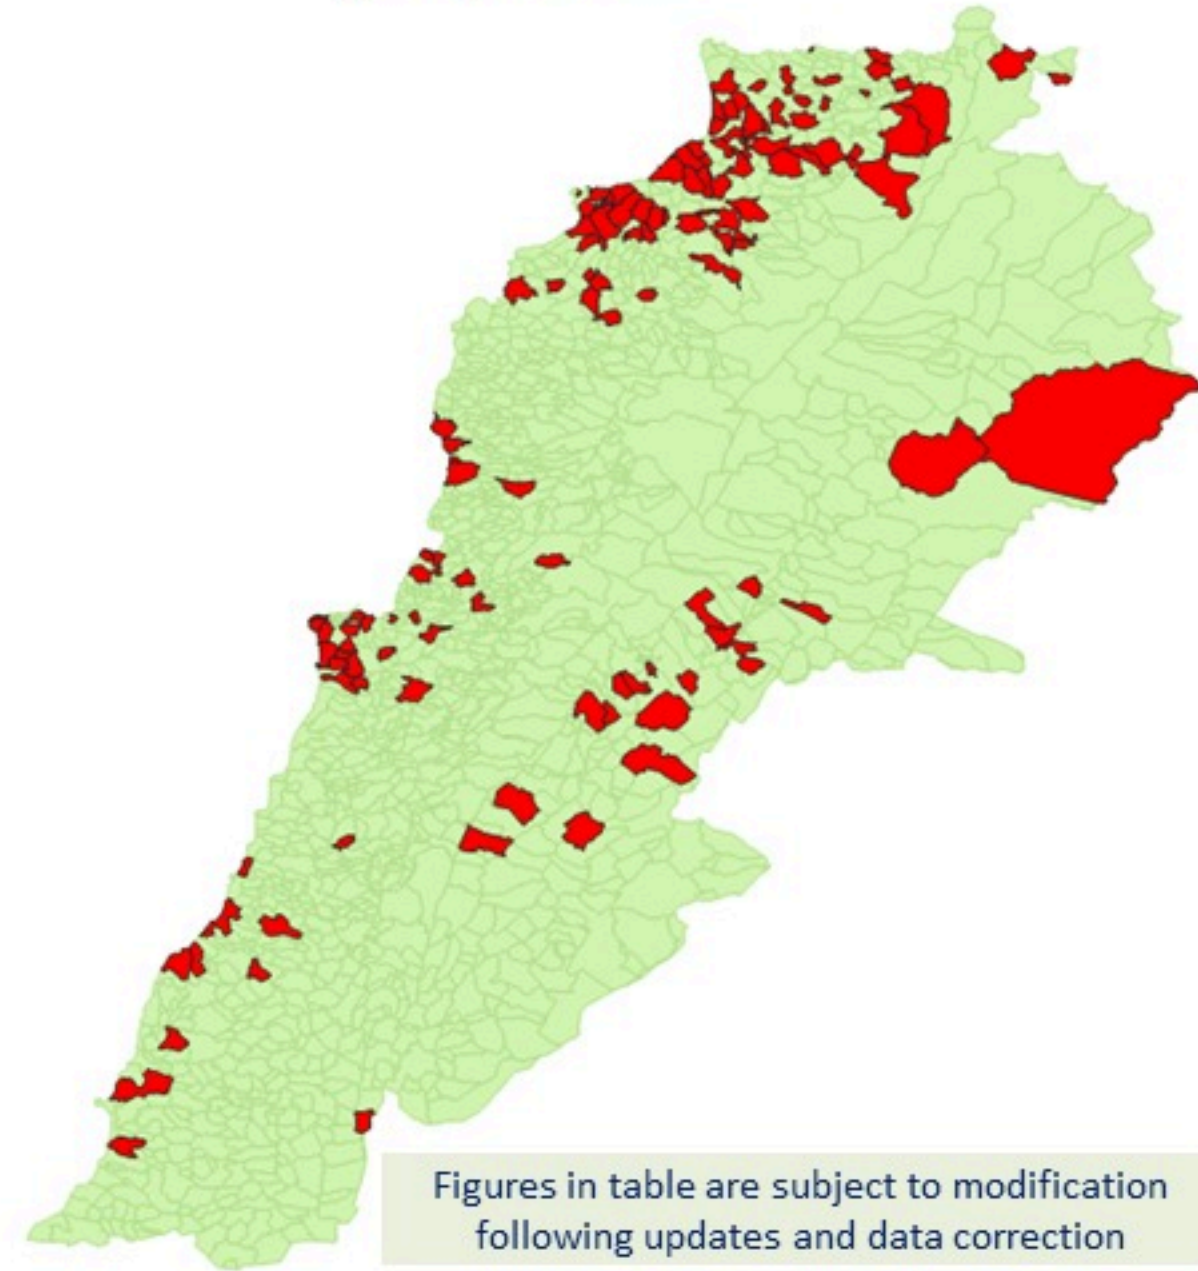 Figures in table are subject to modification
following updates and data correction